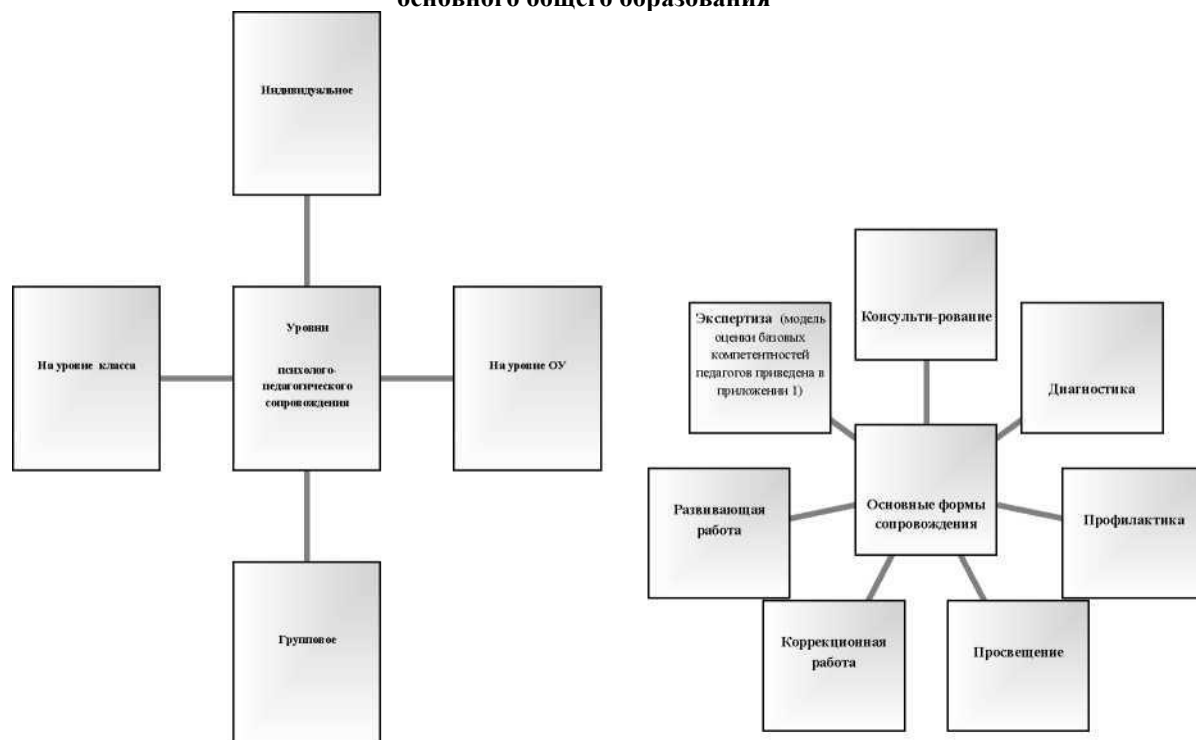 основного общего образования
Индивидуальное
На уровне класса
Уровни
психолого-
педагогического
сопровождения
На уровне ОУ
Групповое
Консульти-рование
Экспертиза (модель
оценки базовых
компетентностей
педагогов приведена в
приложении 1)
Диагностика
Развивающая
работа
Основные формы
сопровождения
Профилактика
Коррекционная
работа
Просвещение